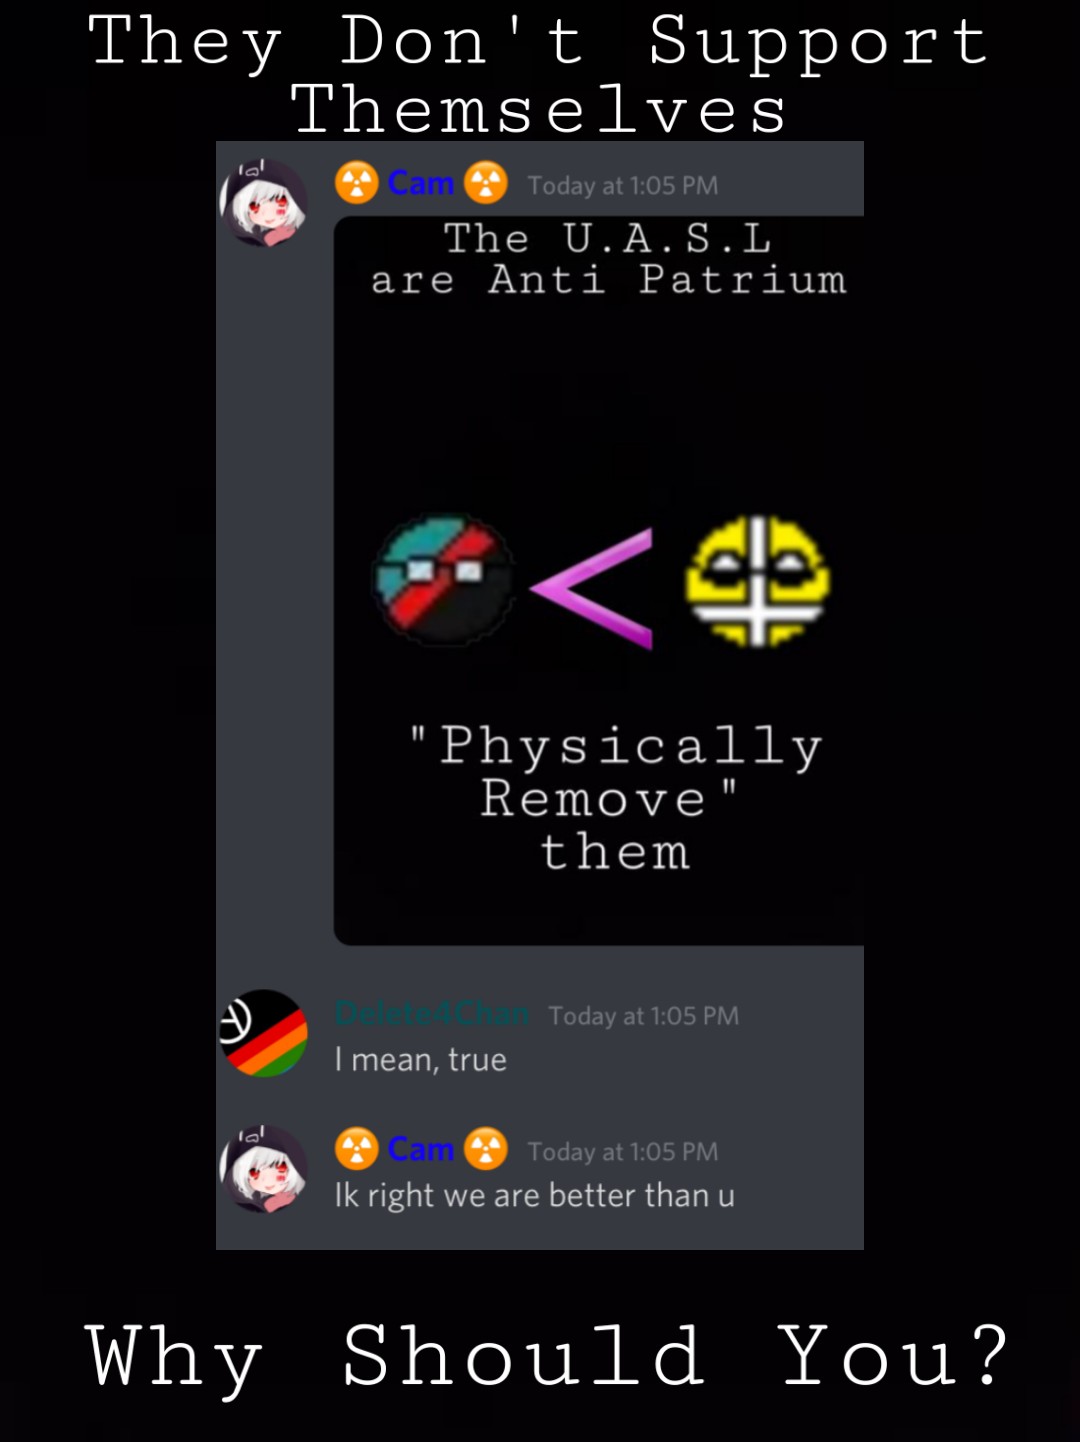 They Don't Support
Themselves
Cam Today at 1:05 PM
The U.A.S.L
are Anti Patrium
"Physically
Remove"
them
Delete4Chan Today at 1:05 PM
I mean, true
Cam Today at 1:05 PM
Ik right we are better than u
Why Should You?